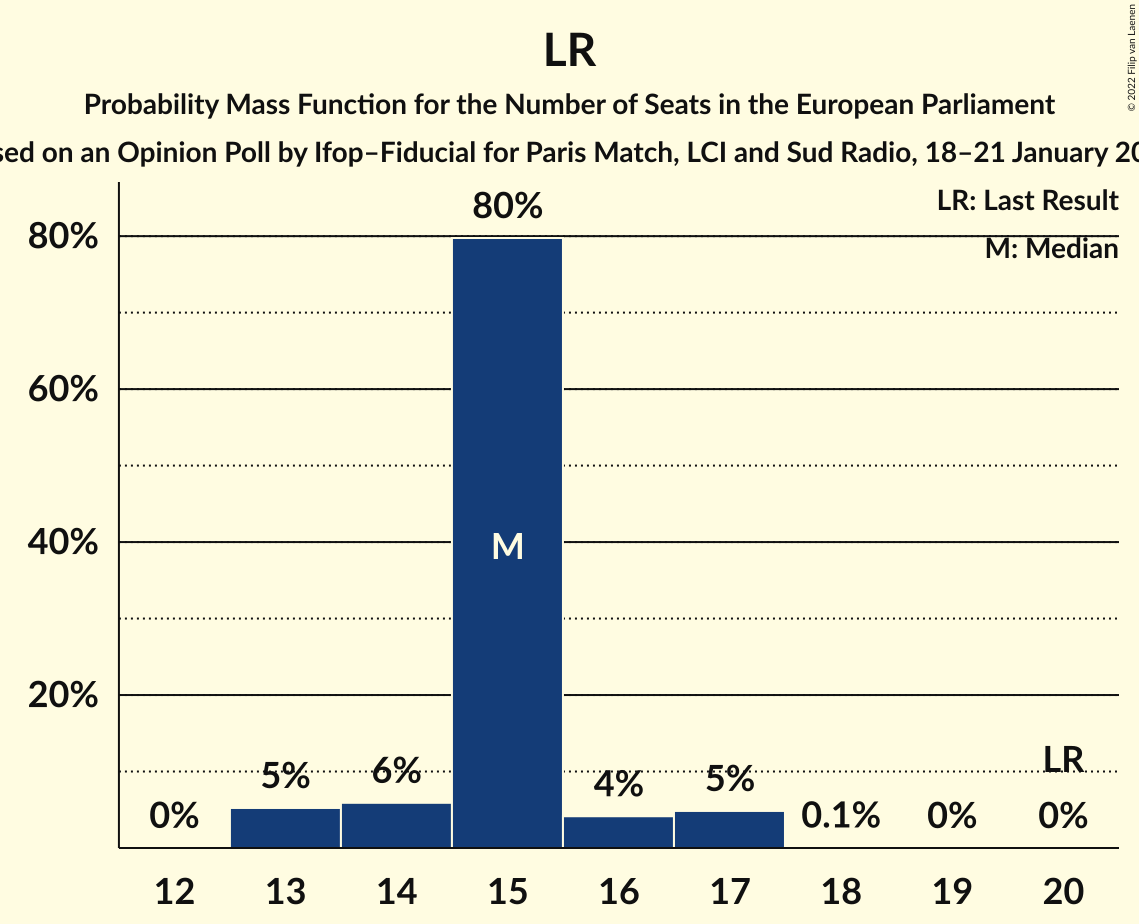 LR
Probability Mass Function for the Number of Seats in the European Parliament
on an Opinion Poll by Ifop–Fiducial for Paris Match, LCI and Sud Radio, 18–21 January
© 2022 Filip van Laenen
LR: Last Result
M: Median
80%
80%
60%
40%
20%
M
0%
5%
6%
4%
5%
0.1%
0%
LR
0%
12 13 14 15 16 17 18 19 20